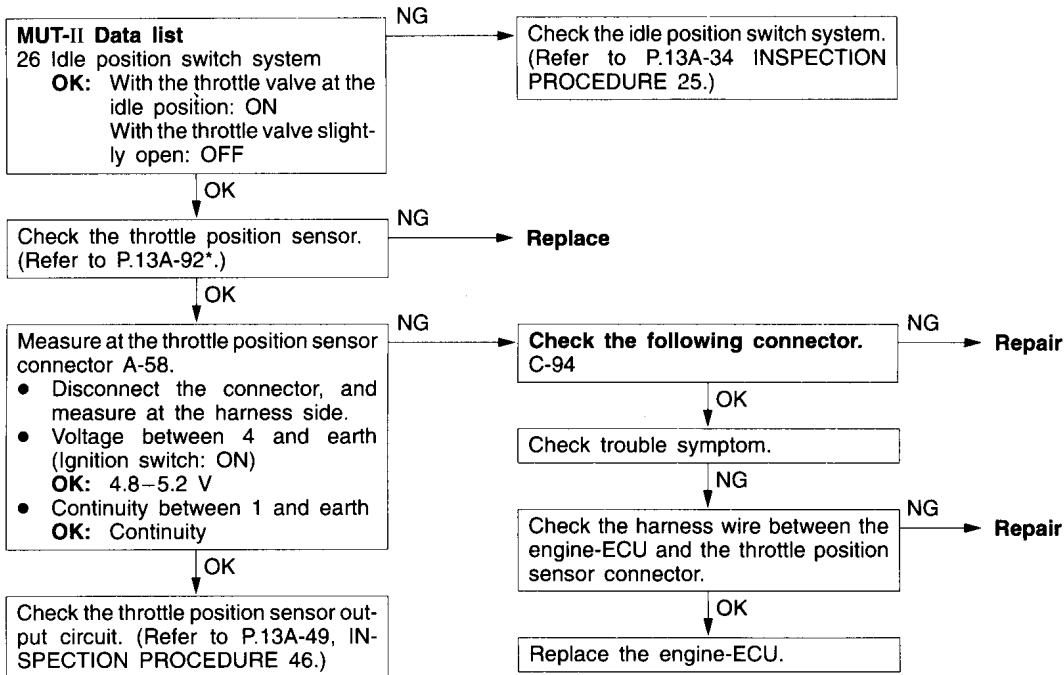 MUT-II Data list
26 Idle position switch system
OK: With the throttle valve at the
idle position: ON
With the throttle valve slight-
ly open: OFF
NG
Check the idle position switch system.
(Refer to P.13A-34 INSPECTION
PROCEDURE 25.)
OK
Check the throttle position sensor.
(Refer to P.13A-92*.)
NG
Replace
OK
Measure at the throttle position sensor
connector A-58.
● Disconnect the connector, and
measure at the harness side.
● Voltage between 4 and earth
(Ignition switch: ON)
OK: 4.8–5.2 V
● Continuity between 1 and earth
OK: Continuity
NG
Check the following connector.
C-94
NG
Repair
OK
Check trouble symptom.
NG
Check the harness wire between the
engine-ECU and the throttle position
sensor connector.
NG
Repair
OK
Replace the engine-ECU.
OK
Check the throttle position sensor out-
put circuit. (Refer to P.13A-49, IN-
SPECTION PROCEDURE 46.)